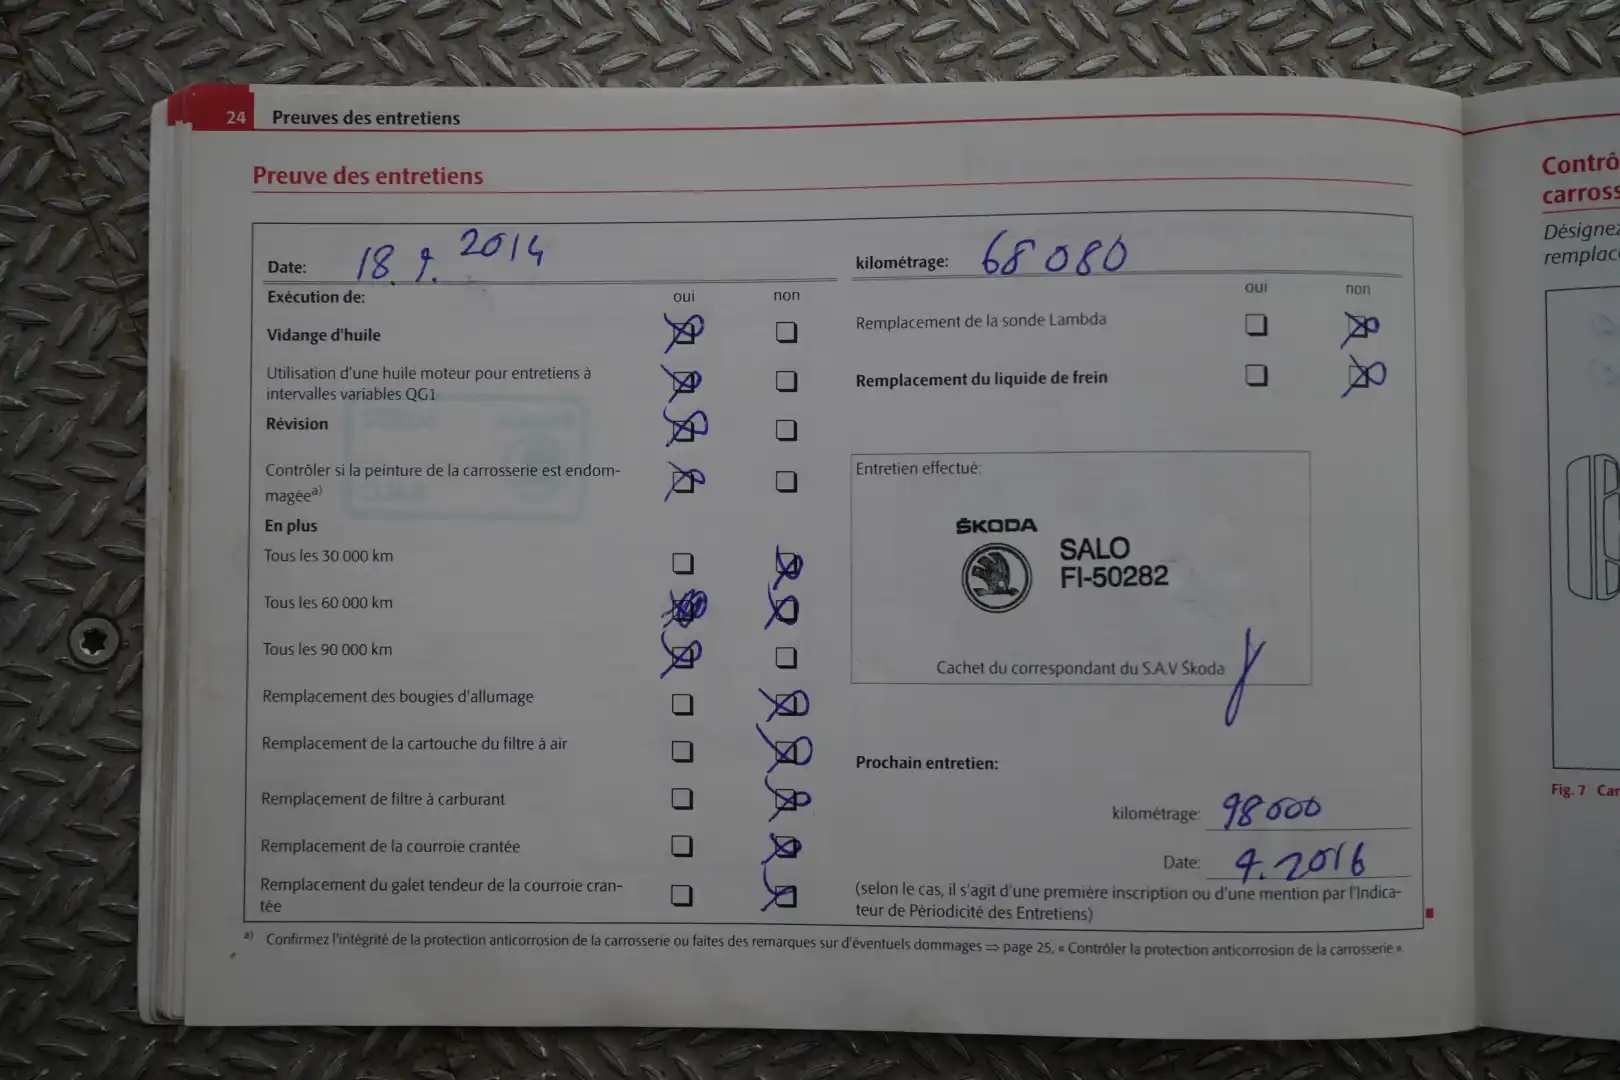 24 Preuves des entretiens
Preuve des entretiens
Date: 18. 9. 2014
kilométrage: 68 080
Exécution de: oui non
oui non
Vidange d'huile
Utilisation d'une huile moteur pour entretiens à
intervalles variables QG1
Révision
Contrôler si la peinture de la carrosserie est endom-
magéea)
En plus
Tous les 30 000 km
Tous les 60 000 km
Tous les 90 000 km
Remplacement des bougies d'allumage
Remplacement de la cartouche du filtre à air
Remplacement de filtre à carburant
Remplacement de la courroie crantée
Remplacement du galet tendeur de la courroie cran-
tée
Remplacement de la sonde Lambda
Remplacement du liquide de frein
Entretien effectué:
ŠKODA
SALO
FI-50282
Cachet du correspondant du S.A.V Škoda
Prochain entretien:
kilométrage: 98 000
Date: 9. 2016
(selon le cas, il s'agit d'une première inscription ou d'une mention par l'Indica-
teur de Périodicité des Entretiens)
a) Confirmez l'intégrité de la protection anticorrosion de la carrosserie ou faites des remarques sur d'éventuels dommages ⇒ page 25, « Contrôler la protection anticorrosion de la carrosserie ».
Contrô
carross
Désignez
remplac
Fig. 7 Car